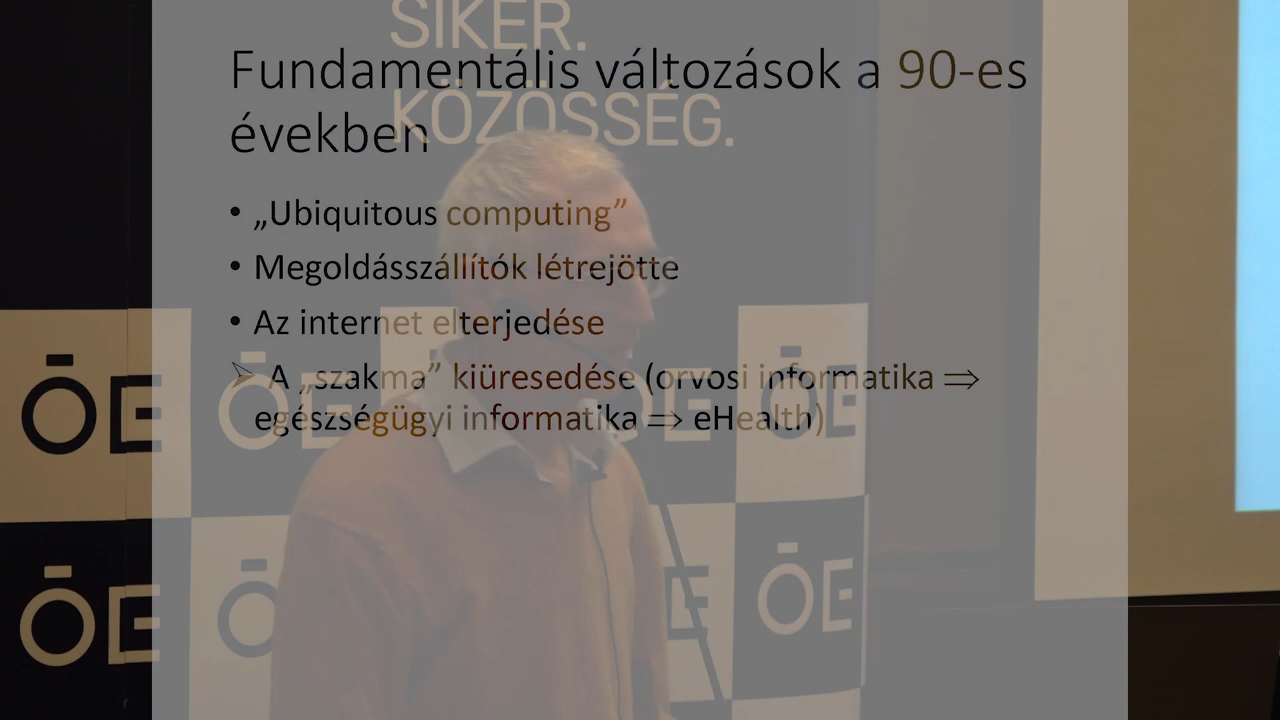 SIKER.
KÖZÖSSÉG.
Fundamentális változások a 90-es
években
• „Ubiquitous computing”
• Megoldásszállítók létrejötte
• Az internet elterjedése
➢ A „szakma” kiüresedése (orvosi informatika ⇒
egészségügyi informatika ⇒ eHealth)
ŌE ŌE ŌE ŌE
ŌE Ō E ŌE